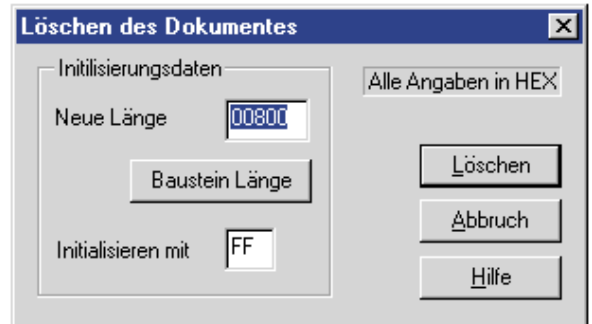 Löschen des Dokumentes
Initilisierungsdaten
Alle Angaben in HEX
Neue Länge 00800
Baustein Länge
Löschen
Abbruch
Initialisieren mit FF
Hilfe